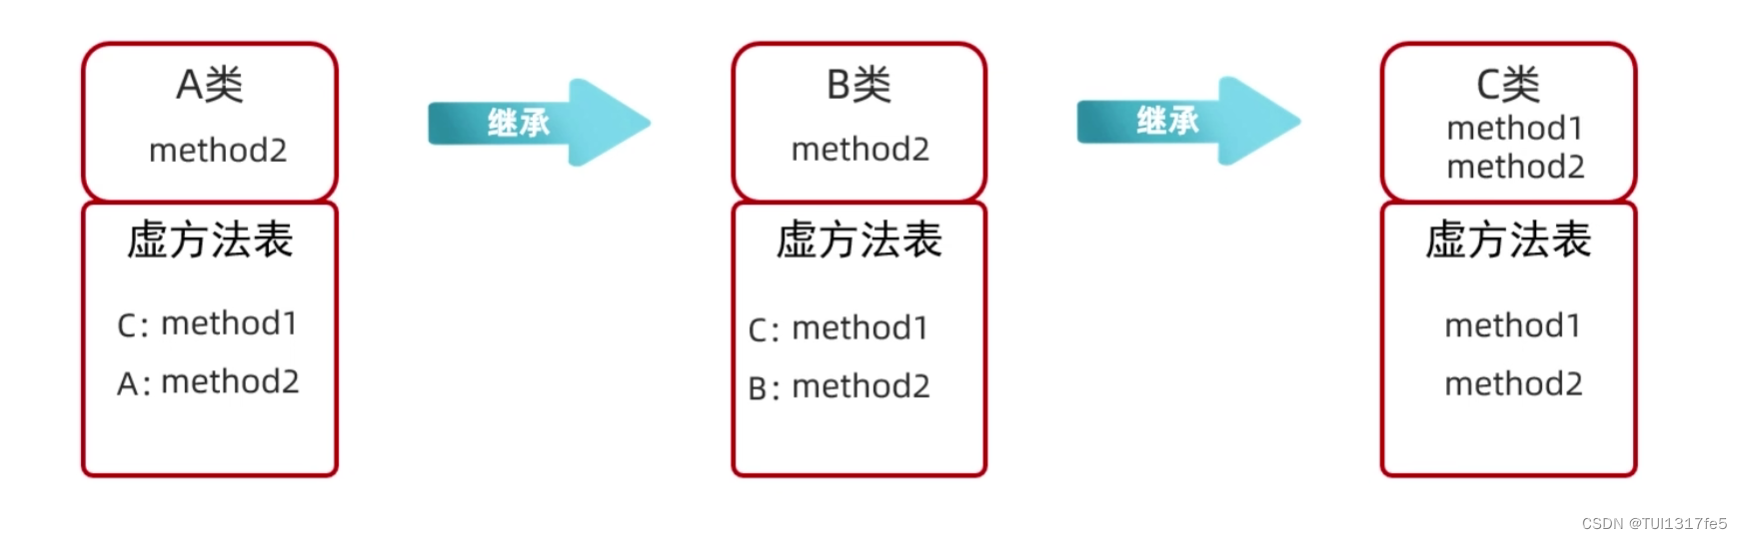 A类
method2
虚方法表
C: method1
A: method2
继承
B类
method2
虚方法表
C: method1
B: method2
继承
C类
method1
method2
虚方法表
method1
method2
CSDN @TUI1317fe5